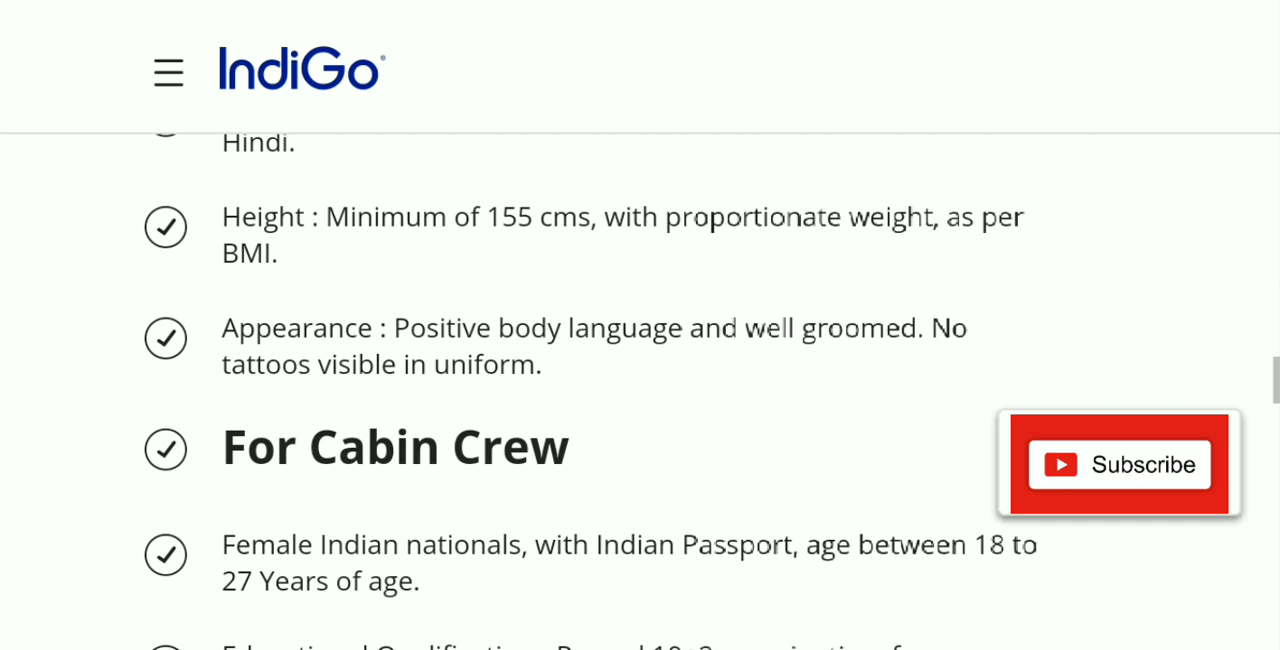 IndiGo
Hindi.
Height : Minimum of 155 cms, with proportionate weight, as per
BMI.
Appearance : Positive body language and well groomed. No
tattoos visible in uniform.
For Cabin Crew
Subscribe
Female Indian nationals, with Indian Passport, age between 18 to
27 Years of age.